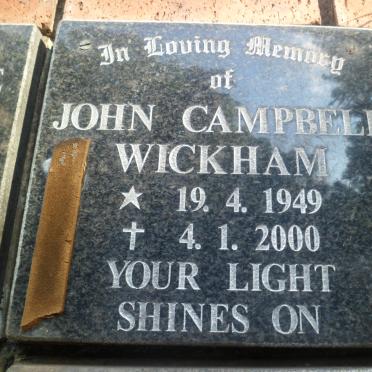 In Loving Memory
of
JOHN CAMPBELL
WICKHAM
★ 19. 4. 1949
✝ 4. 1. 2000
YOUR LIGHT
SHINES ON